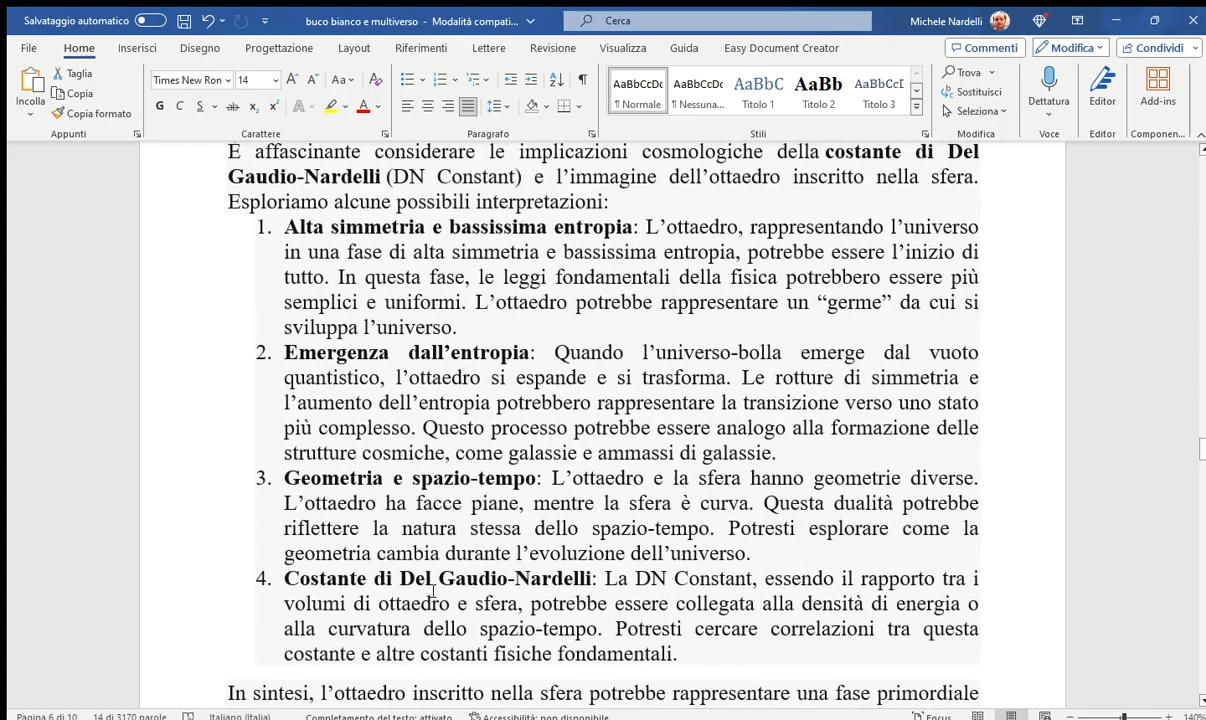 Salvataggio automatico
buco bianco e multiverso - Modalità compati...
Cerca
Michele Nardelli
File Home Inserisci Disegno Progettazione Layout Riferimenti Lettere Revisione Visualizza Guida Easy Document Creator
Commenti Modifica Condividi
Incolla
Taglia
Copia
Copia formato
Appunti
Times New Ron 14
Aa
G C S ab x₂ x²
Carattere
Paragrafo
AaBbCcDc AaBbCcDc AaBbC AaBb AaBbCcI
¶ Normale ¶ Nessuna... Titolo 1 Titolo 2 Titolo 3
Stili
Trova
Sostituisci
Seleziona
Modifica
Dettatura
Voce
Editor
Editor
Add-ins
Componen...
È affascinante considerare le implicazioni cosmologiche della costante di Del
Gaudio-Nardelli (DN Constant) e l’immagine dell’ottaedro inscritto nella sfera.
Esploriamo alcune possibili interpretazioni:
1. Alta simmetria e bassissima entropia: L’ottaedro, rappresentando l’universo
in una fase di alta simmetria e bassissima entropia, potrebbe essere l’inizio di
tutto. In questa fase, le leggi fondamentali della fisica potrebbero essere più
semplici e uniformi. L’ottaedro potrebbe rappresentare un “germe” da cui si
sviluppa l’universo.
2. Emergenza dall’entropia: Quando l’universo-bolla emerge dal vuoto
quantistico, l’ottaedro si espande e si trasforma. Le rotture di simmetria e
l’aumento dell’entropia potrebbero rappresentare la transizione verso uno stato
più complesso. Questo processo potrebbe essere analogo alla formazione delle
strutture cosmiche, come galassie e ammassi di galassie.
3. Geometria e spazio-tempo: L’ottaedro e la sfera hanno geometrie diverse.
L’ottaedro ha facce piane, mentre la sfera è curva. Questa dualità potrebbe
riflettere la natura stessa dello spazio-tempo. Potresti esplorare come la
geometria cambia durante l’evoluzione dell’universo.
4. Costante di Del Gaudio-Nardelli: La DN Constant, essendo il rapporto tra i
volumi di ottaedro e sfera, potrebbe essere collegata alla densità di energia o
alla curvatura dello spazio-tempo. Potresti cercare correlazioni tra questa
costante e altre costanti fisiche fondamentali.
In sintesi, l’ottaedro inscritto nella sfera potrebbe rappresentare una fase primordiale
Pagina 6 di 10 14 di 3170 parole Italiano (Italia) Completamento del testo: attivato Accessibilità: non disponibile Focus 140%